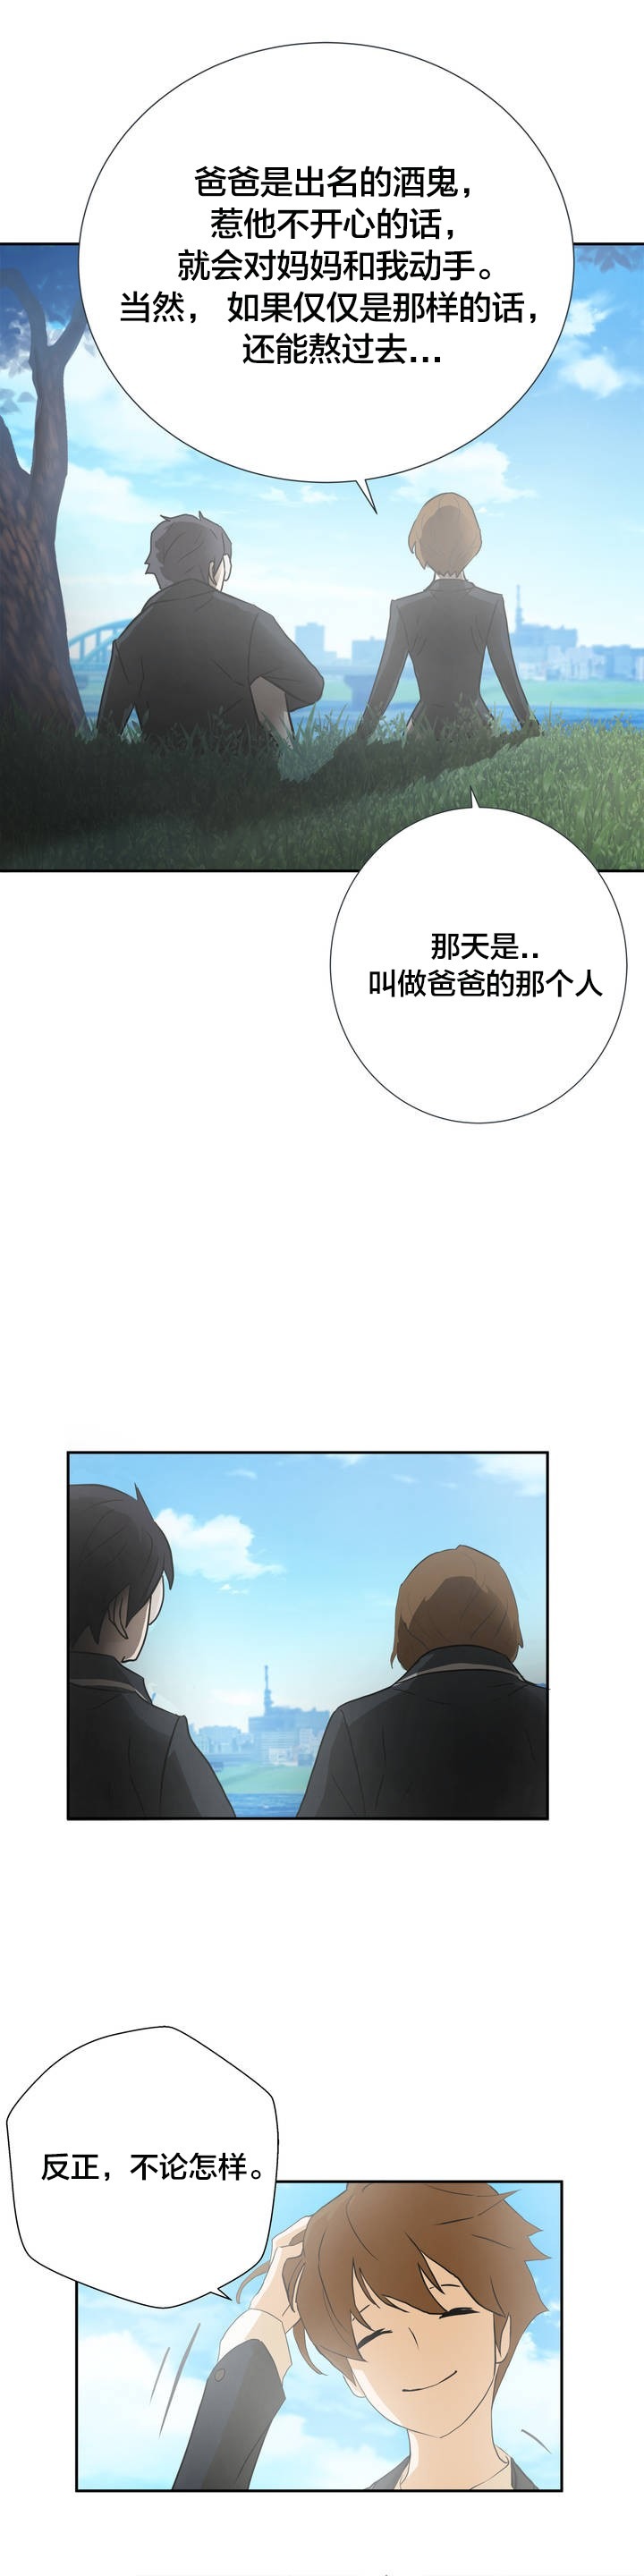 爸爸是出名的酒鬼，
惹他不开心的话，
就会对妈妈和我动手。
当然， 如果仅仅是那样的话，
还能熬过去...
那天是..
叫做爸爸的那个人
反正，不论怎样。